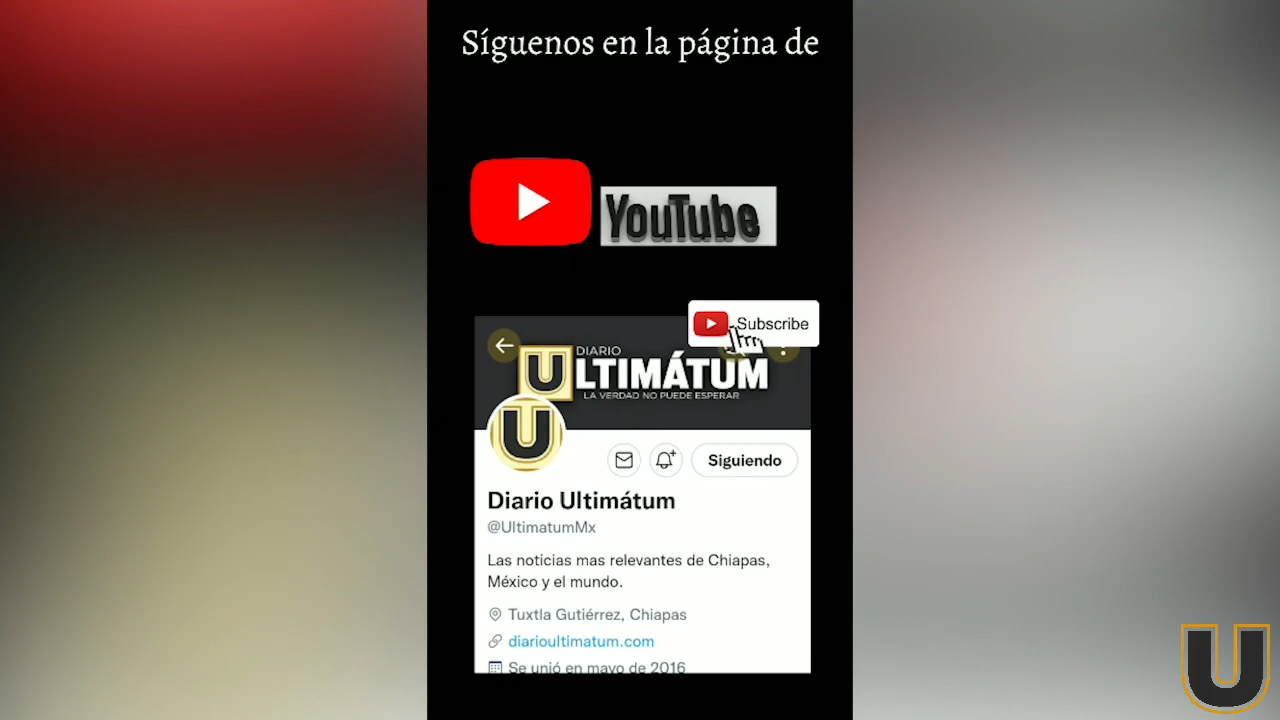 Síguenos en la página de
YouTube
Subscribe
DIARIO
ULTIMÁTUM
LA VERDAD NO PUEDE ESPERAR
U
Siguiendo
Diario Ultimátum
@UltimatumMx
Las noticias mas relevantes de Chiapas,
México y el mundo.
Tuxtla Gutiérrez, Chiapas
diarioultimatum.com
Se unió en mayo de 2016
U